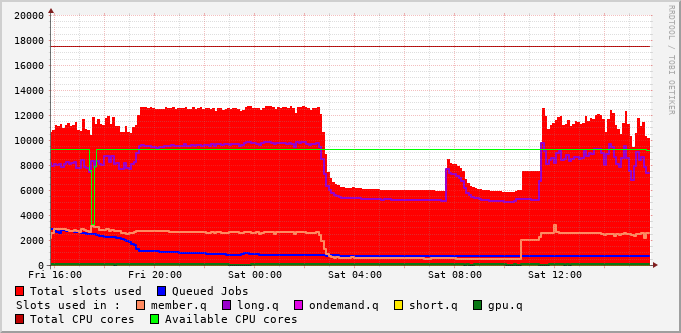 20000
18000
16000
14000
12000
10000
8000
6000
4000
2000
0
Fri 16:00 Fri 20:00 Sat 00:00 Sat 04:00 Sat 08:00 Sat 12:00
Total slots used Queued Jobs
Slots used in : member.q long.q ondemand.q short.q gpu.q
Total CPU cores Available CPU cores
RRDTOOL / TOBI OETIKER